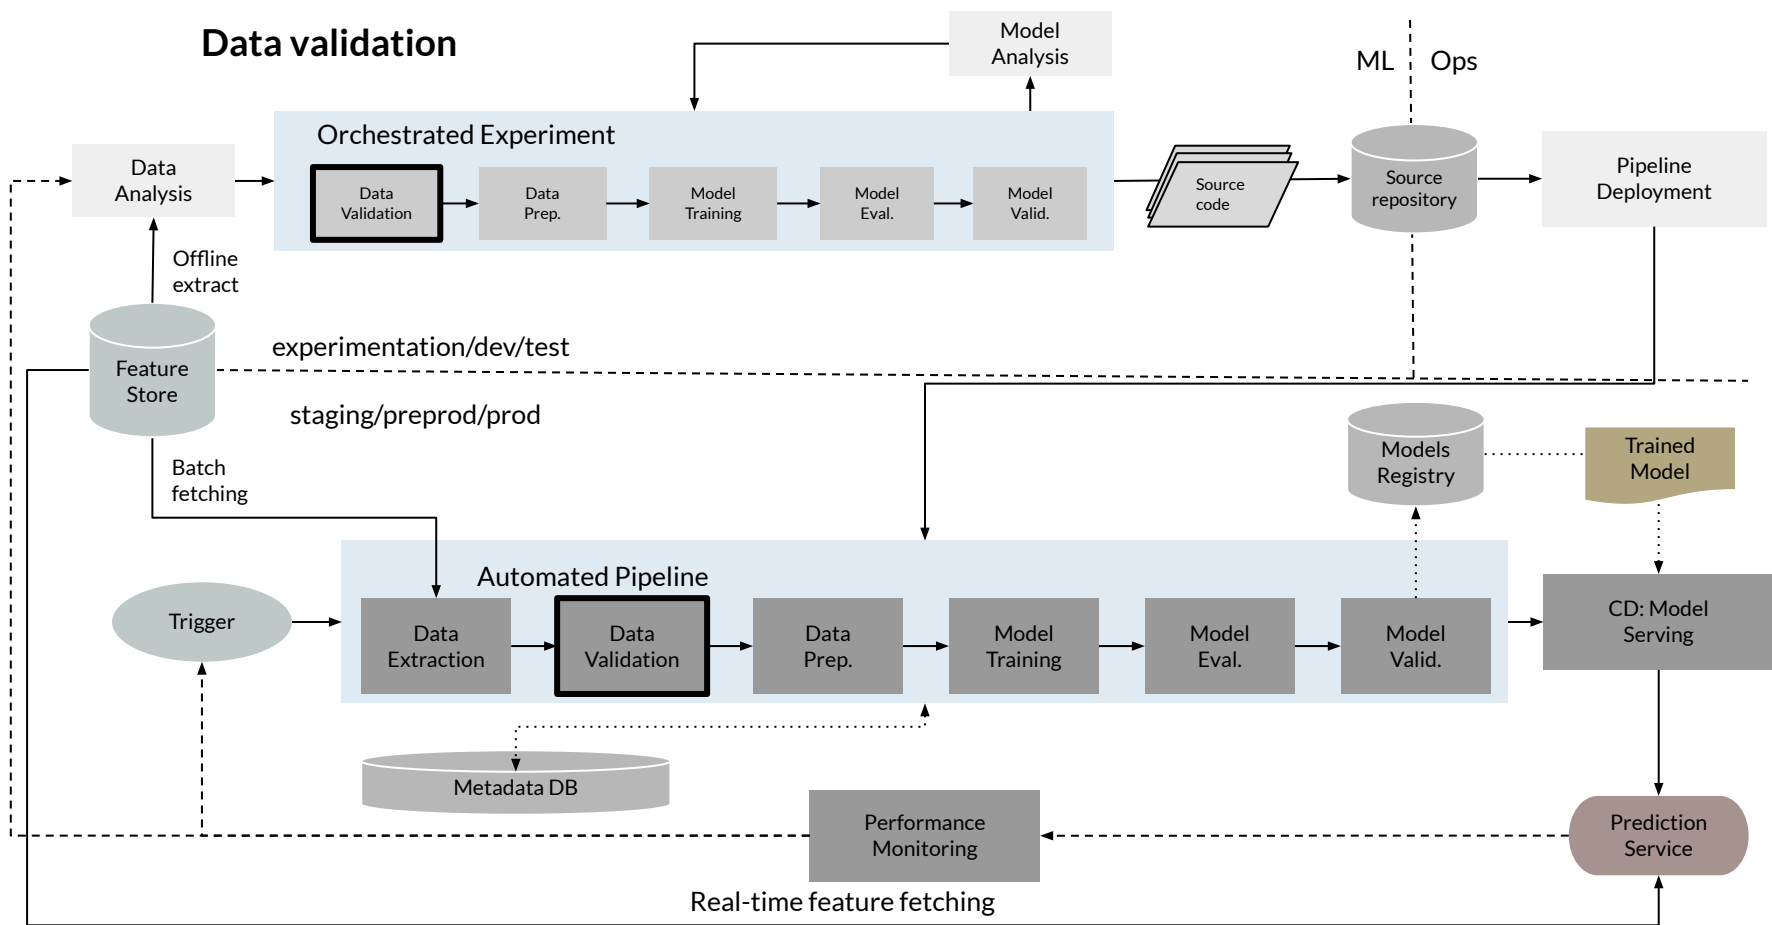 Data validation
Model
Analysis
ML
Ops
Orchestrated Experiment
Data
Analysis
Data
Validation
Data
Prep.
Model
Training
Model
Eval.
Model
Valid.
Source
code
Source
repository
Pipeline
Deployment
Offline
extract
Feature
Store
experimentation/dev/test
staging/preprod/prod
Batch
fetching
Models
Registry
Trained
Model
Automated Pipeline
Trigger
Data
Extraction
Data
Validation
Data
Prep.
Model
Training
Model
Eval.
Model
Valid.
CD: Model
Serving
Metadata DB
Performance
Monitoring
Prediction
Service
Real-time feature fetching